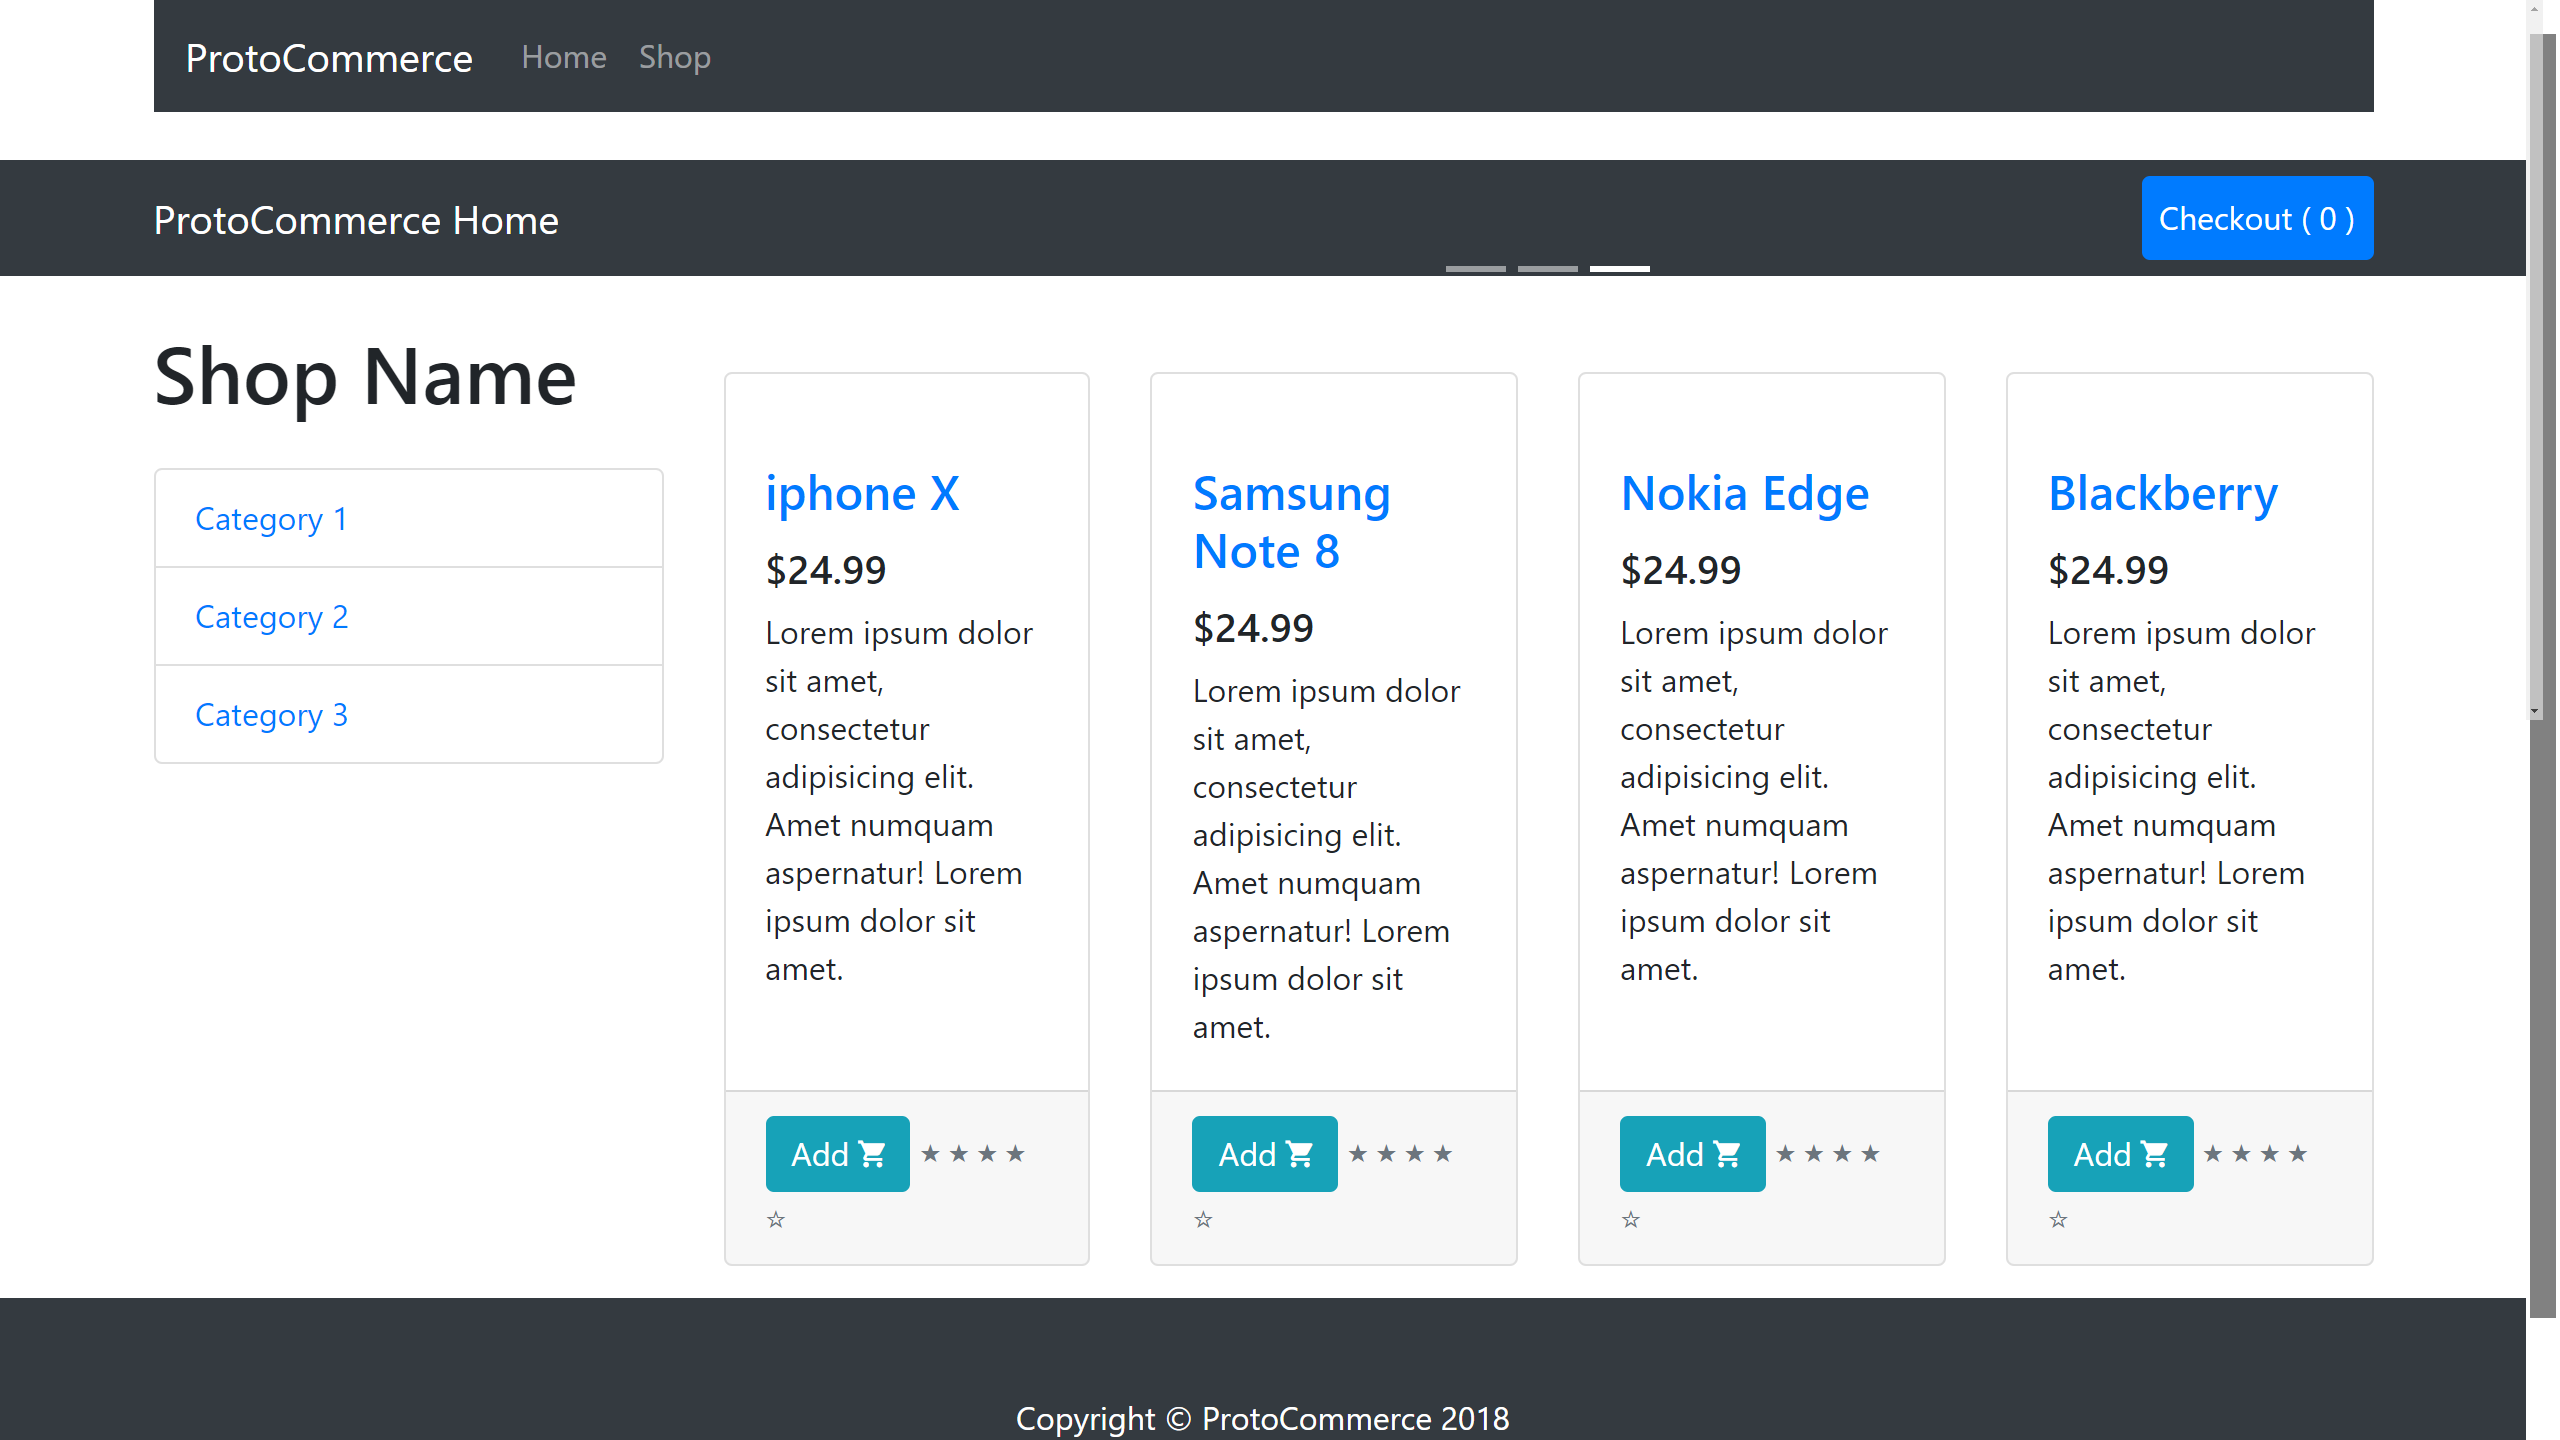 ProtoCommerce Home Shop
ProtoCommerce Home
Checkout ( 0 )
Shop Name
Category 1
Category 2
Category 3
iphone X
$24.99
Lorem ipsum dolor
sit amet,
consectetur
adipisicing elit.
Amet numquam
aspernatur! Lorem
ipsum dolor sit
amet.
Add
★ ★ ★ ★
☆
Samsung
Note 8
$24.99
Lorem ipsum dolor
sit amet,
consectetur
adipisicing elit.
Amet numquam
aspernatur! Lorem
ipsum dolor sit
amet.
Add
★ ★ ★ ★
☆
Nokia Edge
$24.99
Lorem ipsum dolor
sit amet,
consectetur
adipisicing elit.
Amet numquam
aspernatur! Lorem
ipsum dolor sit
amet.
Add
★ ★ ★ ★
☆
Blackberry
$24.99
Lorem ipsum dolor
sit amet,
consectetur
adipisicing elit.
Amet numquam
aspernatur! Lorem
ipsum dolor sit
amet.
Add
★ ★ ★ ★
☆
Copyright © ProtoCommerce 2018